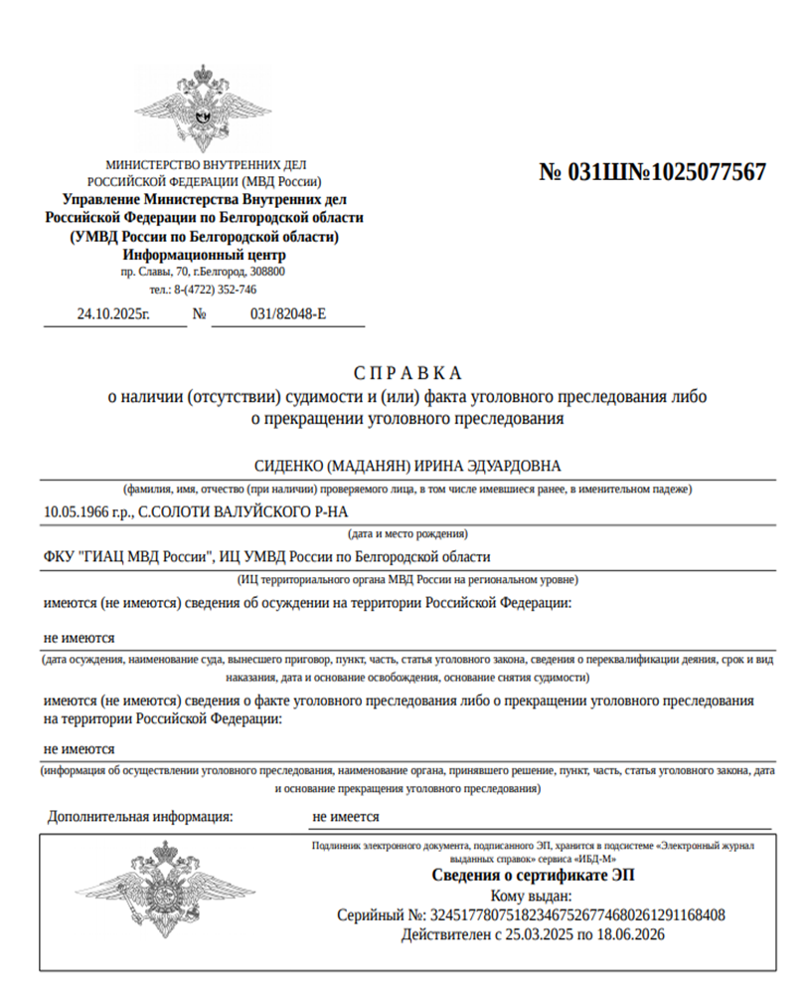 МИНИСТЕРСТВО ВНУТРЕННИХ ДЕЛ
РОССИЙСКОЙ ФЕДЕРАЦИИ (МВД России)
Управление Министерства Внутренних дел
Российской Федерации по Белгородской области
(УМВД России по Белгородской области)
Информационный центр
пр. Славы, 70, г.Белгород, 308800
тел.: 8-(4722) 352-746
24.10.2025г. № 031/82048-Е
№ 031Ш№1025077567
С П Р А В К А
о наличии (отсутствии) судимости и (или) факта уголовного преследования либо
о прекращении уголовного преследования
СИДЕНКО (МАДАНЯН) ИРИНА ЭДУАРДОВНА
(фамилия, имя, отчество (при наличии) проверяемого лица, в том числе имевшиеся ранее, в именительном падеже)
10.05.1966 г.р., С.СОЛОТИ ВАЛУЙСКОГО Р-НА
(дата и место рождения)
ФКУ "ГИАЦ МВД России", ИЦ УМВД России по Белгородской области
(ИЦ территориального органа МВД России на региональном уровне)
имеются (не имеются) сведения об осуждении на территории Российской Федерации:
не имеются
(дата осуждения, наименование суда, вынесшего приговор, пункт, часть, статья уголовного закона, сведения о переквалификации деяния, срок и вид
наказания, дата и основание освобождения, основание снятия судимости)
имеются (не имеются) сведения о факте уголовного преследования либо о прекращении уголовного преследования
на территории Российской Федерации:
не имеются
(информация об осуществлении уголовного преследования, наименование органа, принявшего решение, пункт, часть, статья уголовного закона, дата
и основание прекращения уголовного преследования)
Дополнительная информация: не имеется
Подлинник электронного документа, подписанного ЭП, хранится в подсистеме «Электронный журнал
выданных справок» сервиса «ИБД-М»
Сведения о сертификате ЭП
Кому выдан:
Серийный №: 324517780751823467526774680261291168408
Действителен с 25.03.2025 по 18.06.2026